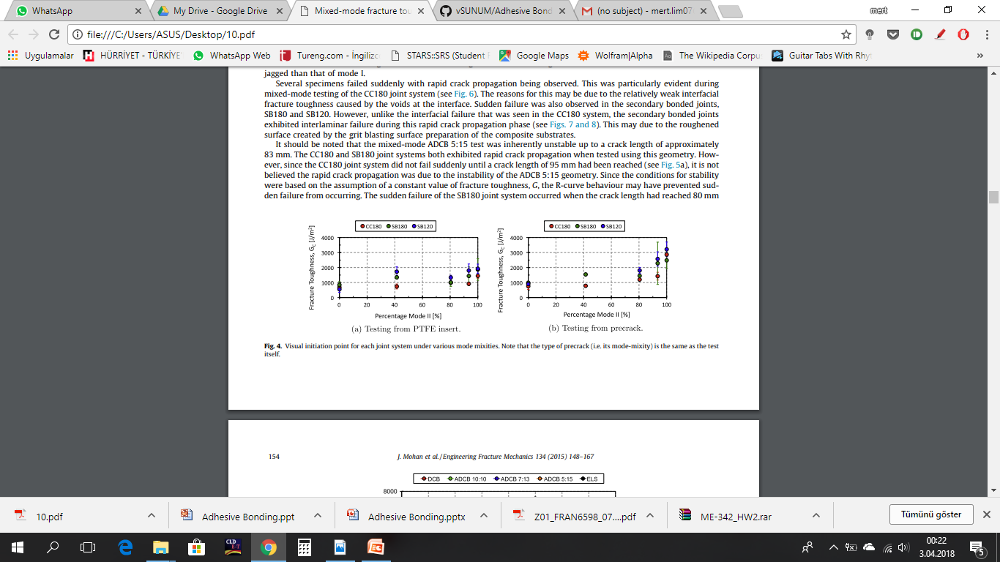 WhatsApp
My Drive - Google Drive
Mixed-mode fracture tou
vSUNUM/Adhesive Bond
(no subject) - mert.lim07
mert
file:///C:/Users/ASUS/Desktop/10.pdf
Uygulamalar
HÜRRİYET - TÜRKİYE
WhatsApp Web
Tureng.com - İngilizc
STARS::SRS (Student F
Google Maps
Wolfram|Alpha
The Wikipedia Corpu
Guitar Tabs With Rhy
jagged than that of mode I.
Several specimens failed suddenly with rapid crack propagation being observed. This was particularly evident during
mixed-mode testing of the CC180 joint system (see Fig. 6). The reasons for this may be due to the relatively weak interfacial
fracture toughness caused by the voids at the interface. Sudden failure was also observed in the secondary bonded joints,
SB180 and SB120. However, unlike the interfacial failure that was seen in the CC180 system, the secondary bonded joints
exhibited interlaminar failure during this rapid crack propagation phase (see Figs. 7 and 8). This may due to the roughened
surface created by the grit blasting surface preparation of the composite substrates.
It should be noted that the mixed-mode ADCB 5:15 test was inherently unstable up to a crack length of approximately
83 mm. The CC180 and SB180 joint systems both exhibited rapid crack propagation when tested using this geometry. How-
ever, since the CC180 joint system did not fail suddenly until a crack length of 95 mm had been reached (see Fig. 5a), it is not
believed the rapid crack propagation was due to the instability of the ADCB 5:15 geometry. Since the conditions for stability
were based on the assumption of a constant value of fracture toughness, G, the R-curve behaviour may have prevented sud-
den failure from occurring. The sudden failure of the SB180 joint system occurred when the crack length had reached 80 mm
CC180 SB180 SB120
Fracture Toughness, G_C [J/m²]
4000
3000
2000
1000
0
0 20 40 60 80 100
Percentage Mode II [%]
(a) Testing from PTFE insert.
CC180 SB180 SB120
Fracture Toughness, G_C [J/m²]
4000
3000
2000
1000
0
0 20 40 60 80 100
Percentage Mode II [%]
(b) Testing from precrack.
Fig. 4. Visual initiation point for each joint system under various mode mixities. Note that the type of precrack (i.e. its mode-mixity) is the same as the test
itself.
154
J. Mohan et al. / Engineering Fracture Mechanics 134 (2015) 148–167
DCB ADCB 10:10 ADCB 7:13 ADCB 5:15 ELS
8000
10.pdf
Adhesive Bonding.ppt
Adhesive Bonding.pptx
Z01_FRAN6598_07....pdf
ME-342_HW2.rar
Tümünü göster
CLD
E-T
00:22
3.04.2018
5